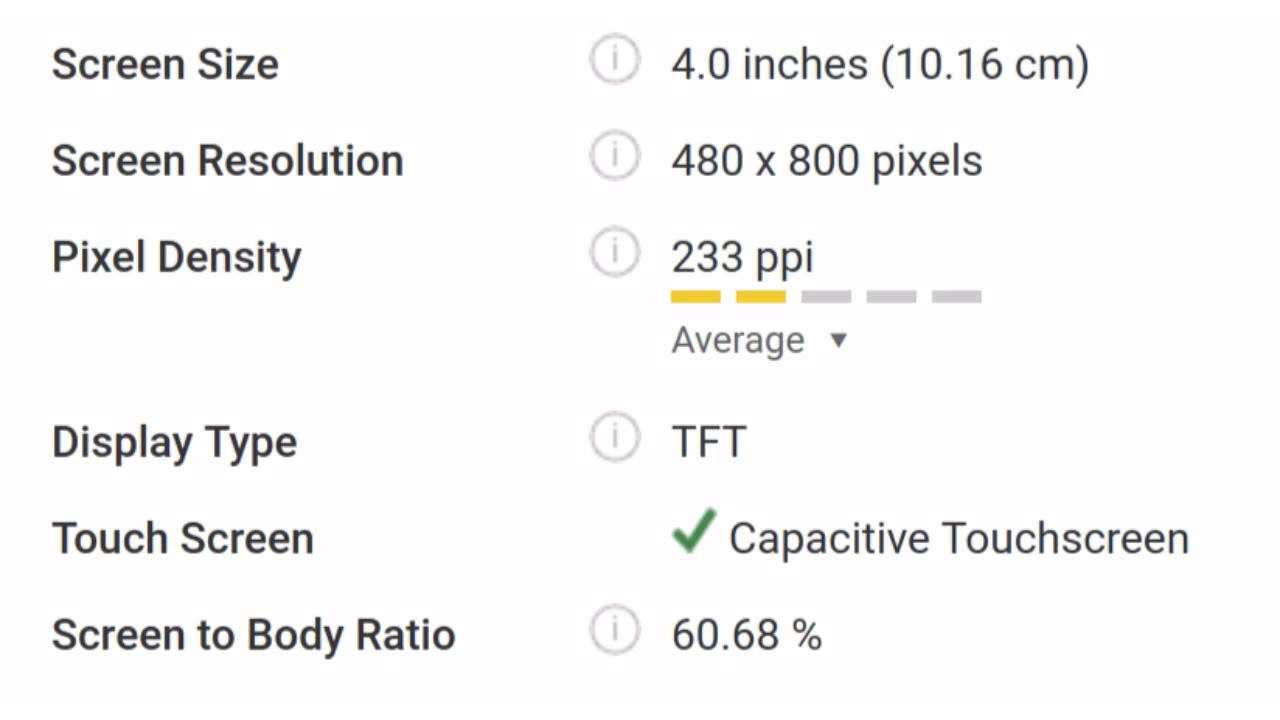 Screen Size 4.0 inches (10.16 cm)
Screen Resolution 480 x 800 pixels
Pixel Density 233 ppi
Average
Display Type TFT
Touch Screen Capacitive Touchscreen
Screen to Body Ratio 60.68 %